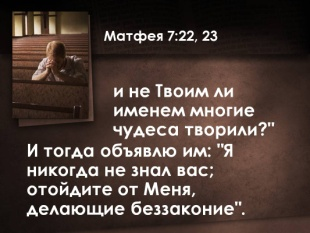 Матфея 7:22, 23
и не Твоим ли
именем многие
чудеса творили?"
И тогда объявлю им: "Я
никогда не знал вас;
отойдите от Меня,
делающие беззаконие".